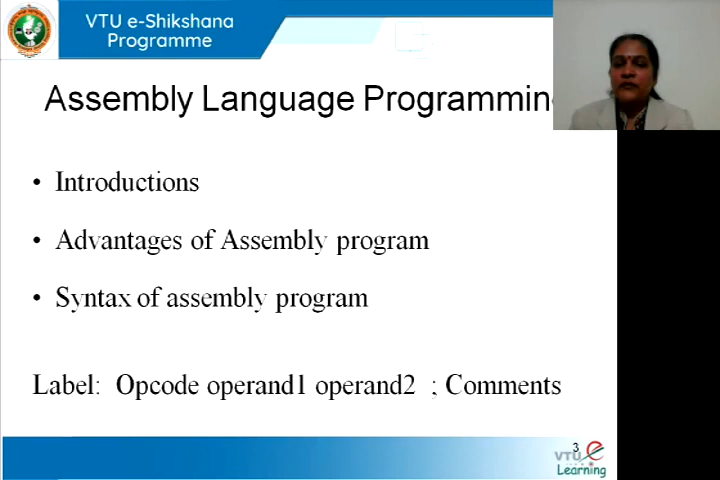 VTU e-Shikshana
Programme
Assembly Language Programmin
• Introductions
• Advantages of Assembly program
• Syntax of assembly program
Label: Opcode operand1 operand2 ; Comments
3
VTU e
Learning